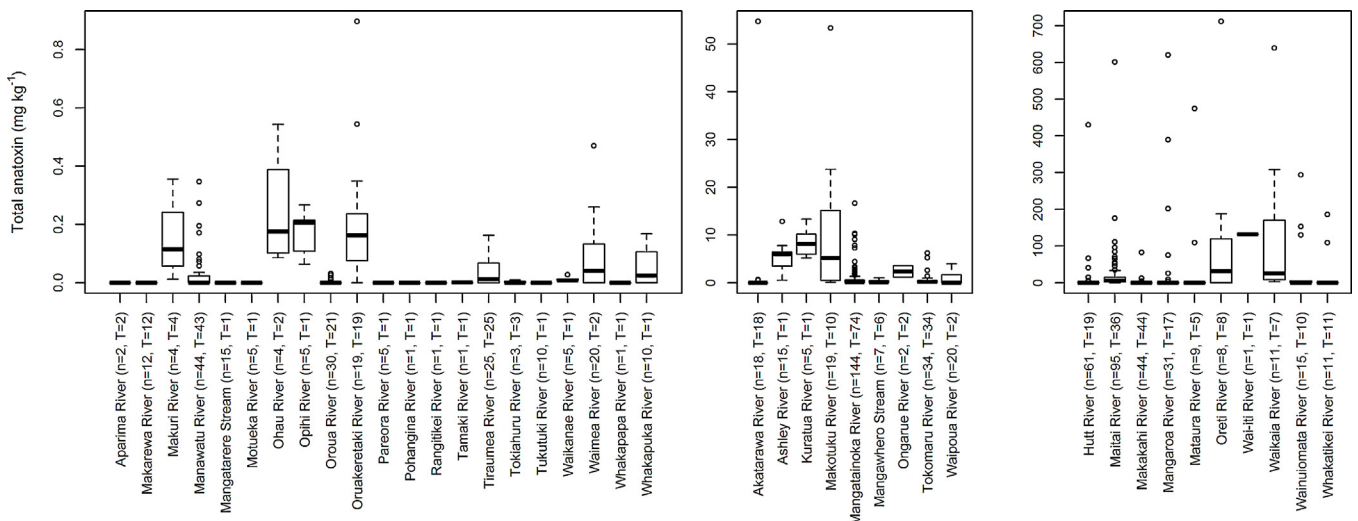 Total anatoxin (mg kg-1)
0.8
0.6
0.4
0.2
0.0
Aparima River (n=2, T=2)
Makarewa River (n=12, T=12)
Makuri River (n=4, T=4)
Manawatu River (n=44, T=43)
Mangatarere Stream (n=15, T=1)
Motueka River (n=5, T=1)
Ohau River (n=4, T=2)
Opihi River (n=5, T=1)
Oroua River (n=30, T=21)
Oruakeretaki River (n=19, T=19)
Pareora River (n=5, T=1)
Pohangina River (n=1, T=1)
Rangitikei River (n=1, T=1)
Tamaki River (n=1, T=1)
Tiraumea River (n=25, T=25)
Tokiahuru River (n=3, T=3)
Tukutuki River (n=10, T=1)
Waikanae River (n=5, T=1)
Waimea River (n=20, T=2)
Whakapapa River (n=1, T=1)
Whakapuka River (n=10, T=1)
50
40
30
20
10
0
Akatarawa River (n=18, T=18)
Ashley River (n=15, T=1)
Kuratua River (n=5, T=1)
Makotuku River (n=19, T=10)
Mangatainoka River (n=144, T=74)
Mangawhero Stream (n=7, T=6)
Ongarue River (n=2, T=2)
Tokomaru River (n=34, T=34)
Waipoua River (n=20, T=2)
700
600
500
400
300
200
100
0
Hutt River (n=61, T=19)
Maitai River (n=95, T=36)
Makakahi River (n=44, T=44)
Mangaroa River (n=31, T=17)
Mataura River (n=9, T=5)
Oreti River (n=8, T=8)
Wai-iti River (n=1, T=1)
Waikaia River (n=11, T=7)
Wainuiomata River (n=15, T=10)
Whakatikei River (n=11, T=11)